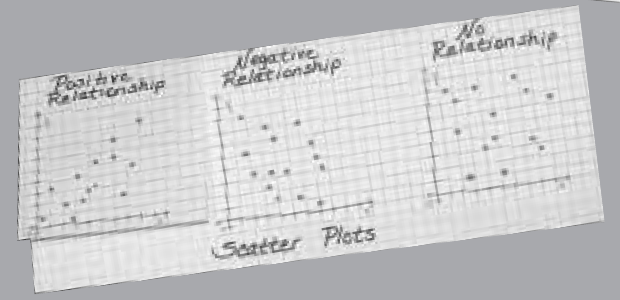 Positive
Relationship
Negative
Relationship
No
Relationship
Scatter Plots